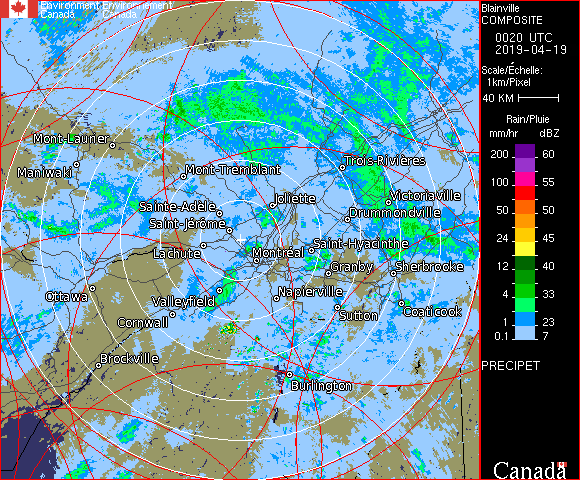 Environment Environnement
Canada Canada
Blainville
COMPOSITE
0020 UTC
2019-04-19
Scale/Échelle:
1km/Pixel
40 KM
Rain/Pluie
mm/hr dBZ
200 60
100 55
50 50
24 45
12 40
4 33
1 23
0.1 7
PRECIPET
Canada
Mont-Laurier
Maniwaki
Mont-Tremblant
Trois-Rivières
Joliette
Victoriaville
Sainte-Adèle
Drummondville
Saint-Jérôme
Lachute
Montréal
Saint-Hyacinthe
Granby
Sherbrooke
Ottawa
Valleyfield
Napierville
Cornwall
Sutton
Coaticook
Brockville
Burlington